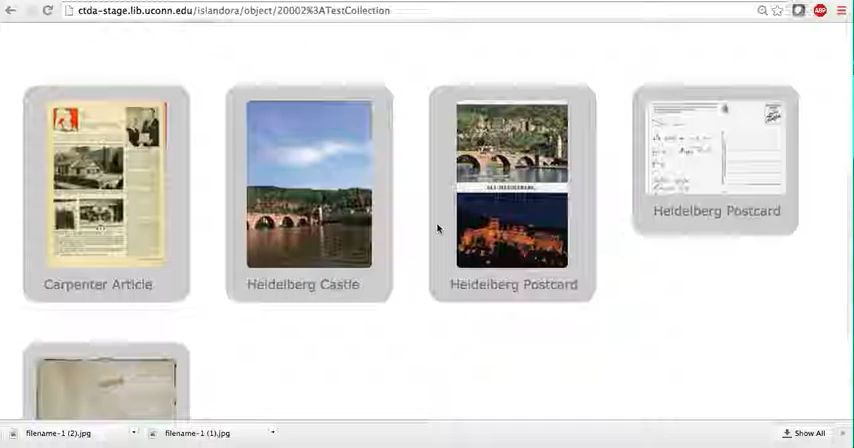 ctda-stage.lib.uconn.edu/islandora/object/20002%3ATestCollection
ABP
Carpenter Article
Heidelberg Castle
Heidelberg Postcard
Heidelberg Postcard
filename-1 (2).jpg
filename-1 (1).jpg
Show All